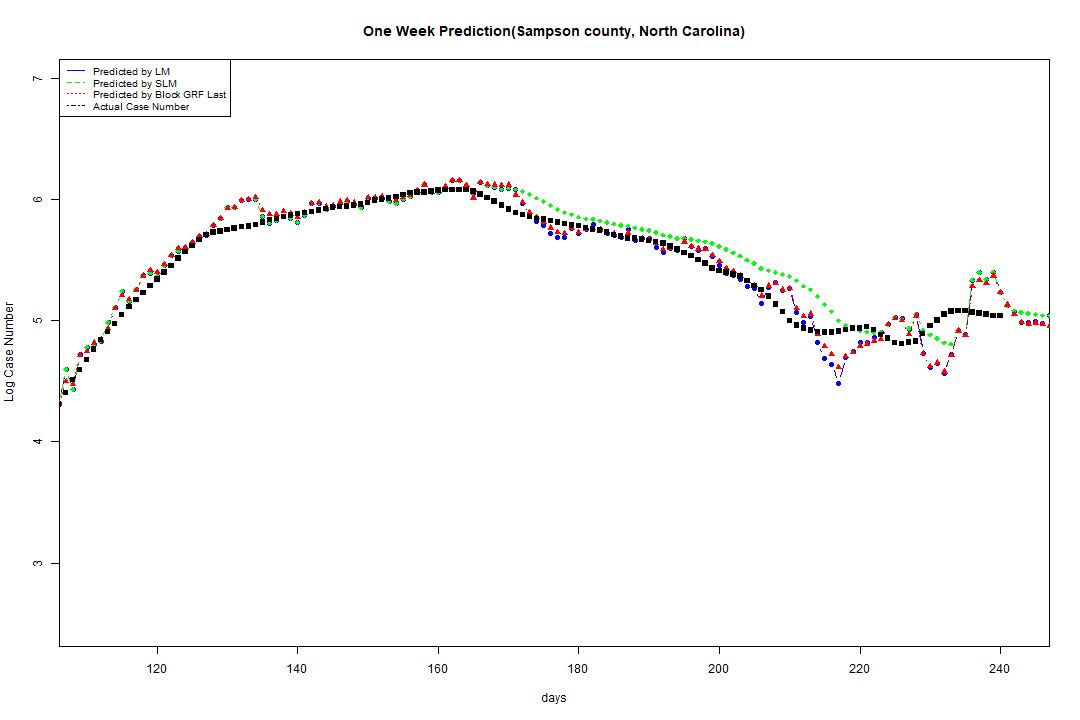 One Week Prediction(Sampson county, North Carolina)
Predicted by LM
Predicted by SLM
Predicted by Block GRF Last
Actual Case Number
7
6
5
4
3
Log Case Number
120 140 160 180 200 220 240
days